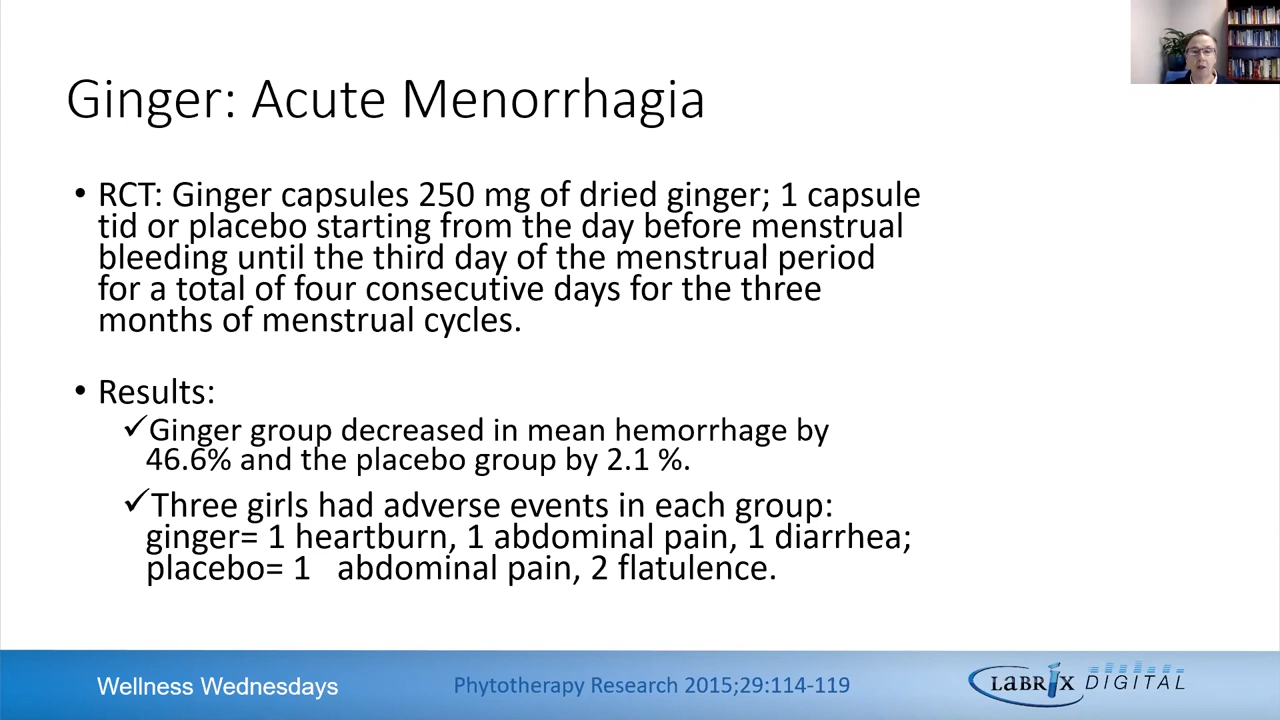 Ginger: Acute Menorrhagia
• RCT: Ginger capsules 250 mg of dried ginger; 1 capsule
tid or placebo starting from the day before menstrual
bleeding until the third day of the menstrual period
for a total of four consecutive days for the three
months of menstrual cycles.
• Results:
✓Ginger group decreased in mean hemorrhage by
46.6% and the placebo group by 2.1 %.
✓Three girls had adverse events in each group:
ginger= 1 heartburn, 1 abdominal pain, 1 diarrhea;
placebo= 1 abdominal pain, 2 flatulence.
Wellness Wednesdays
Phytotherapy Research 2015;29:114-119
LABRIX DIGITAL